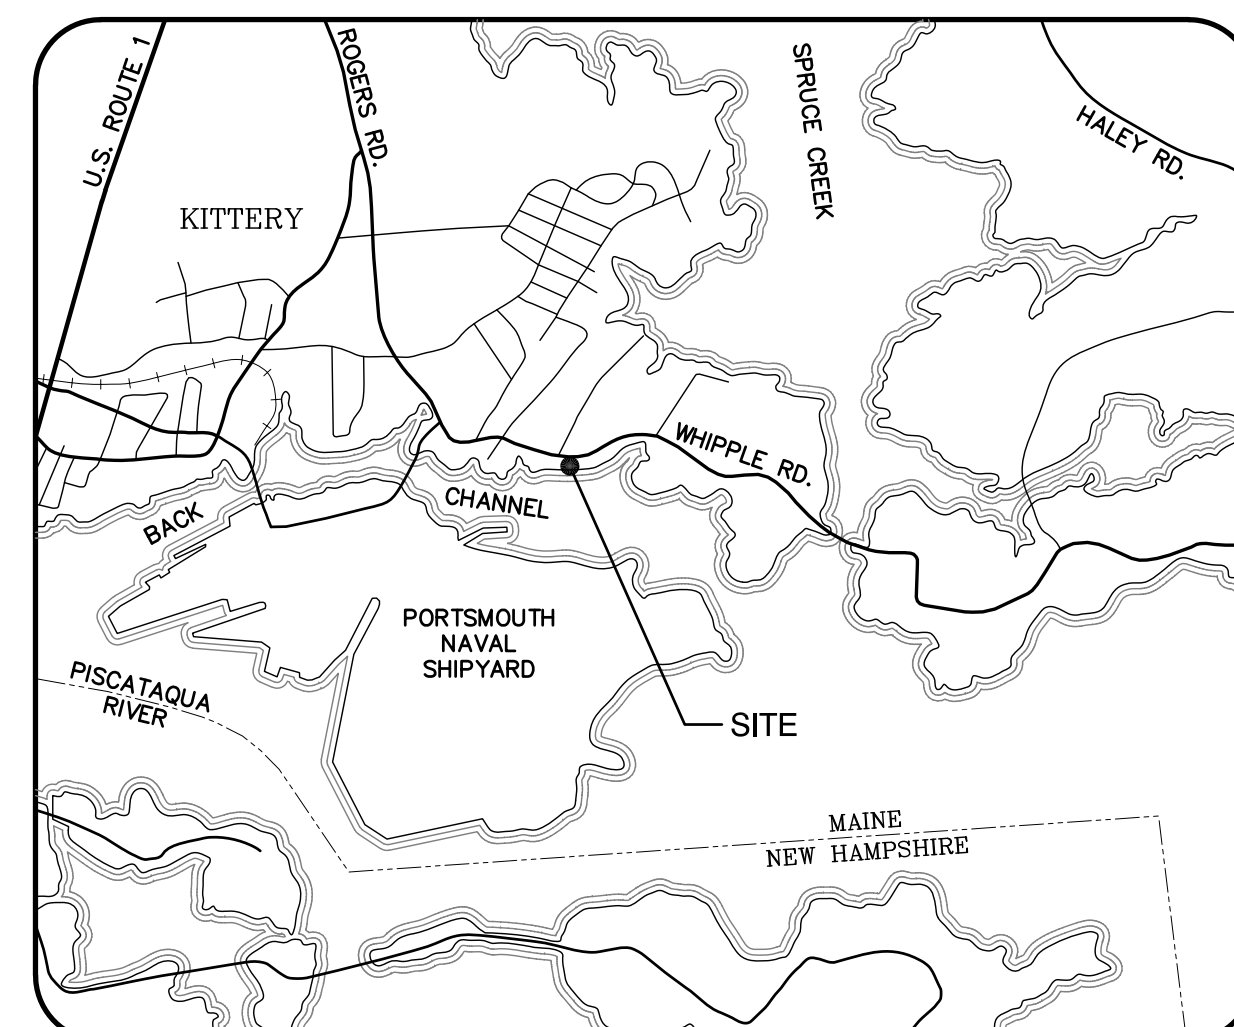 U.S. ROUTE 1
ROGERS RD.
SPRUCE CREEK
HALEY RD.
KITTERY
WHIPPLE RD.
BACK
CHANNEL
PORTSMOUTH
NAVAL
SHIPYARD
PISCATAQUA
RIVER
SITE
MAINE
NEW HAMPSHIRE